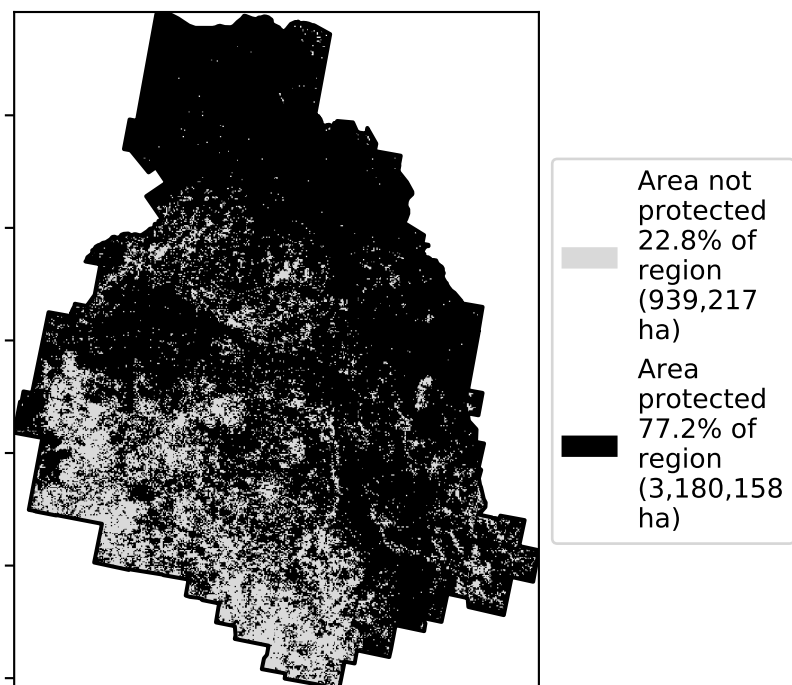 Area not
protected
22.8% of
region
(939,217
ha)
Area
protected
77.2% of
region
(3,180,158
ha)